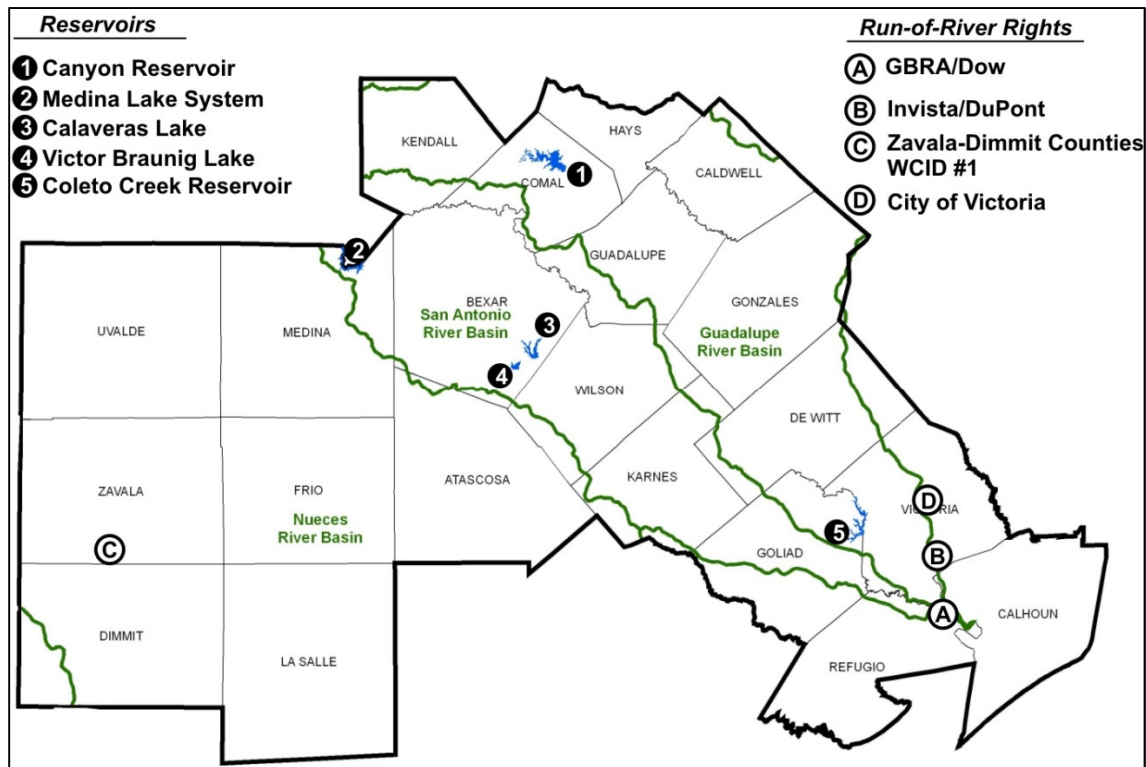 Reservoirs
1 Canyon Reservoir
2 Medina Lake System
3 Calaveras Lake
4 Victor Braunig Lake
5 Coleto Creek Reservoir
Run-of-River Rights
A GBRA/Dow
B Invista/DuPont
C Zavala-Dimmit Counties
WCID #1
D City of Victoria
KENDALL
HAYS
COMAL
1
CALDWELL
2
GUADALUPE
UVALDE
MEDINA
BEXAR
San Antonio
River Basin
3
4
GONZALES
Guadalupe
River Basin
WILSON
DE WITT
ZAVALA
FRIO
ATASCOSA
KARNES
Nueces
River Basin
C
D
VICTORIA
5
B
GOLIAD
A
CALHOUN
DIMMIT
LA SALLE
REFUGIO